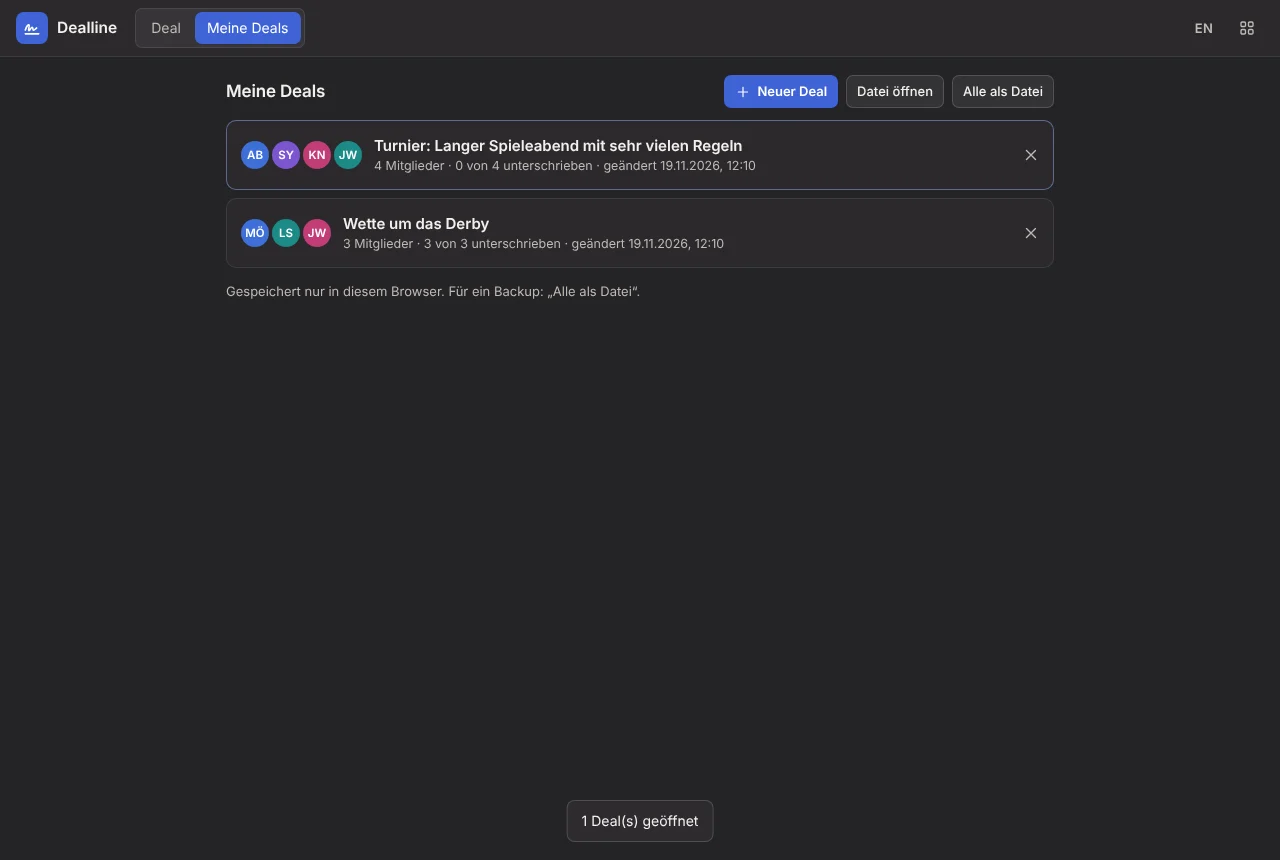 Dealline
Deal
Meine Deals
EN
Meine Deals
Neuer Deal
Datei öffnen
Alle als Datei
AB
SY
KN
JW
Turnier: Langer Spieleabend mit sehr vielen Regeln
4 Mitglieder · 0 von 4 unterschrieben · geändert 19.11.2026, 12:10
MÖ
LS
JW
Wette um das Derby
3 Mitglieder · 3 von 3 unterschrieben · geändert 19.11.2026, 12:10
Gespeichert nur in diesem Browser. Für ein Backup: „Alle als Datei“.
1 Deal(s) geöffnet